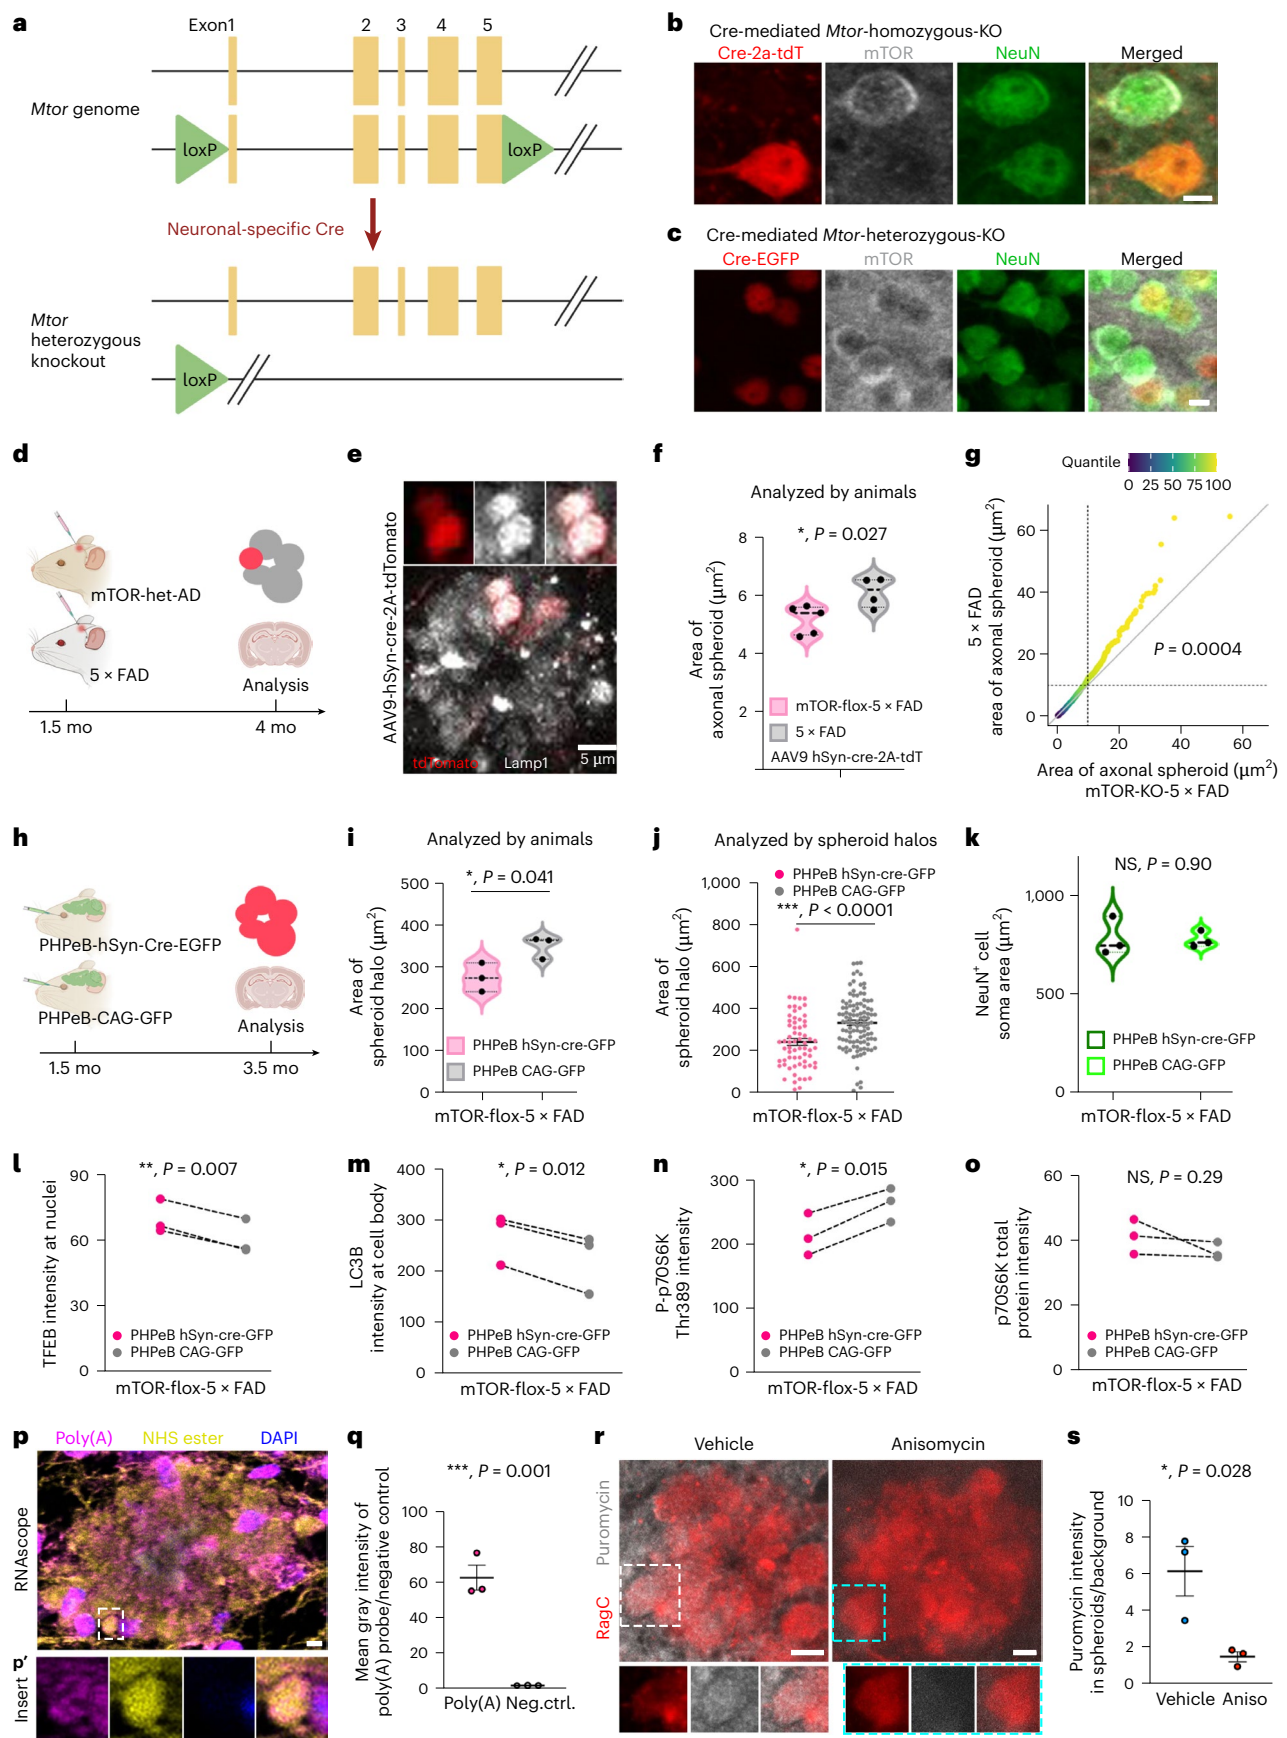 a
Exon1 2 3 4 5
Mtor genome
loxP loxP
Neuronal-specific Cre
Mtor
heterozygous
knockout
loxP
b
Cre-mediated Mtor-homozygous-KO
Cre-2a-tdT mTOR NeuN Merged
c
Cre-mediated Mtor-heterozygous-KO
Cre-EGFP mTOR NeuN Merged
d
mTOR-het-AD
5 × FAD
Analysis
1.5 mo 4 mo
e
AAV9-hSyn-cre-2A-tdTomato
tdTomato Lamp1
5 μm
f
Analyzed by animals
*, P = 0.027
8
6
4
2
Area of
axonal spheroid (μm²)
mTOR-flox-5 × FAD
5 × FAD
AAV9 hSyn-cre-2A-tdT
g
Quantile
0 25 50 75 100
5 × FAD
area of axonal spheroid (μm²)
60
40
20
0
P = 0.0004
0 20 40 60
Area of axonal spheroid (μm²)
mTOR-KO-5 × FAD
h
PHPeB-hSyn-Cre-EGFP
PHPeB-CAG-GFP
Analysis
1.5 mo 3.5 mo
i
Analyzed by animals
*, P = 0.041
500
400
300
200
100
0
Area of
spheroid halo (μm²)
PHPeB hSyn-cre-GFP
PHPeB CAG-GFP
mTOR-flox-5 × FAD
j
Analyzed by spheroid halos
PHPeB hSyn-cre-GFP
PHPeB CAG-GFP
***, P < 0.0001
1,000
800
600
400
200
0
Area of
spheroid halo (μm²)
mTOR-flox-5 × FAD
k
NS, P = 0.90
1,000
500
0
NeuN⁺ cell
soma area (μm²)
PHPeB hSyn-cre-GFP
PHPeB CAG-GFP
mTOR-flox-5 × FAD
l
**, P = 0.007
90
60
30
0
TFEB intensity at nuclei
PHPeB hSyn-cre-GFP
PHPeB CAG-GFP
mTOR-flox-5 × FAD
m
*, P = 0.012
400
300
200
100
0
LC3B
intensity at cell body
PHPeB hSyn-cre-GFP
PHPeB CAG-GFP
mTOR-flox-5 × FAD
n
*, P = 0.015
300
200
100
0
P-p70S6K
Thr389 intensity
PHPeB hSyn-cre-GFP
PHPeB CAG-GFP
mTOR-flox-5 × FAD
o
NS, P = 0.29
60
40
20
0
p70S6K total
protein intensity
PHPeB hSyn-cre-GFP
PHPeB CAG-GFP
mTOR-flox-5 × FAD
p
Poly(A) NHS ester DAPI
RNAscope
p′
Insert
q
***, P = 0.001
100
80
60
40
20
0
Mean gray intensity of
poly(A) probe/negative control
Poly(A) Neg.ctrl.
r
Vehicle Anisomycin
RagC Puromycin
s
*, P = 0.028
10
8
6
4
2
0
Puromycin intensity
in spheroids/background
Vehicle Aniso